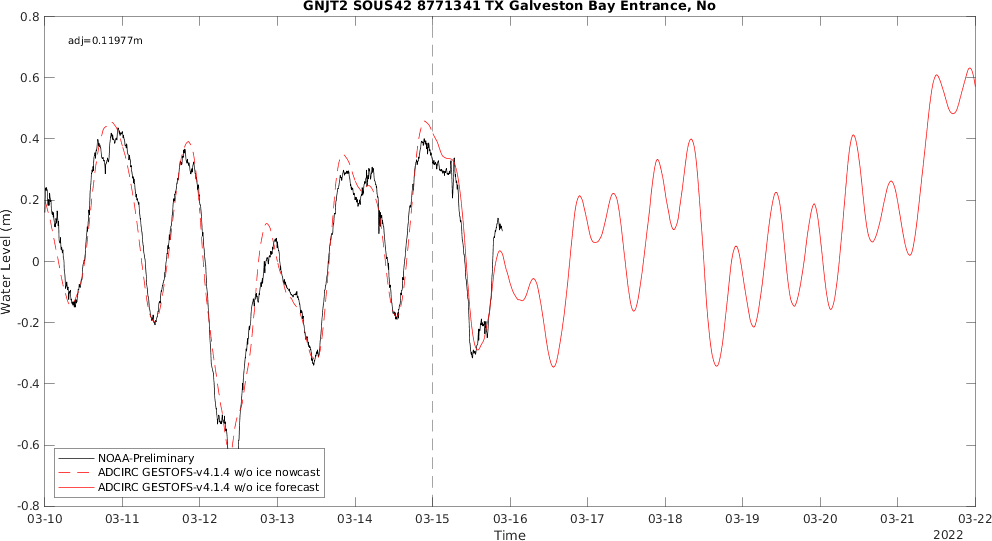 GNJT2 SOUS42 8771341 TX Galveston Bay Entrance, No
adj=0.11977m
0.8
0.6
0.4
0.2
0
-0.2
-0.4
-0.6
-0.8
Water Level (m)
NOAA-Preliminary
ADCIRC GESTOFS-v4.1.4 w/o ice nowcast
ADCIRC GESTOFS-v4.1.4 w/o ice forecast
03-10 03-11 03-12 03-13 03-14 03-15 03-16 03-17 03-18 03-19 03-20 03-21 03-22
Time
2022